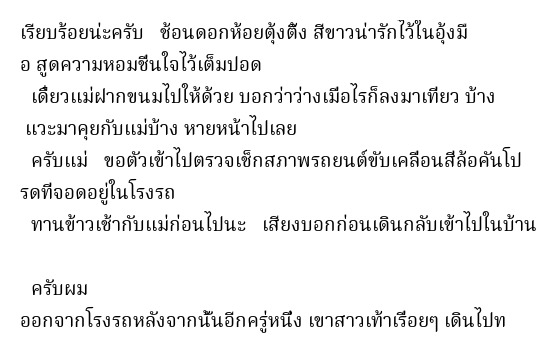 เรียบร้อยน่ะครับ   ช้อนดอกห้อยตุ้งติ้ง สีขาวน่ารักไว้ในอุ้งมื
อ สูดความหอมชื่นใจไว้เต็มปอด
เดี๋ยวแม่ฝากขนมไปให้ด้วย บอกว่าว่างเมื่อไรก็ลงมาเที่ยว บ้าง
แวะมาคุยกับแม่บ้าง หายหน้าไปเลย
ครับแม่   ขอตัวเข้าไปตรวจเช็กสภาพรถยนต์ขับเคลื่อนสี่ล้อคันโป
รดที่จอดอยู่ในโรงรถ
ทานข้าวเช้ากับแม่ก่อนไปนะ   เสียงบอกก่อนเดินกลับเข้าไปในบ้าน
ครับผม
ออกจากโรงรถหลังจากนั้นอีกครู่หนึ่ง เขาสาวเท้าเรื่อยๆ เดินไปท